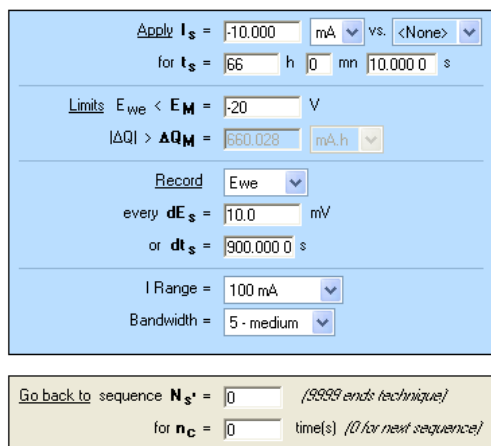 Apply Is = -10.000 mA vs. <None>
for ts = 66 h 0 mn 10.000 0 s
Limits Ewe < EM = -20 V
|ΔQ| > ΔQM = 660.028 mA.h
Record Ewe
every dEs = 10.0 mV
or dts = 900.000 0 s
I Range = 100 mA
Bandwidth = 5 - medium
Go back to sequence Ns' = 0 (9999 ends technique)
for nc = 0 time(s) (0 for next sequence)